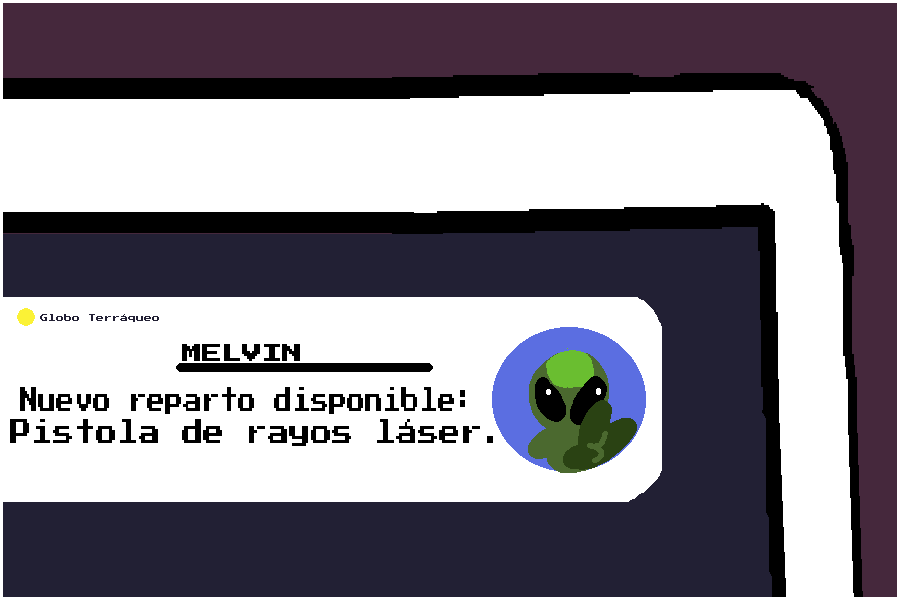 Globo Terráqueo
MELVIN
Nuevo reparto disponible:
Pistola de rayos láser.